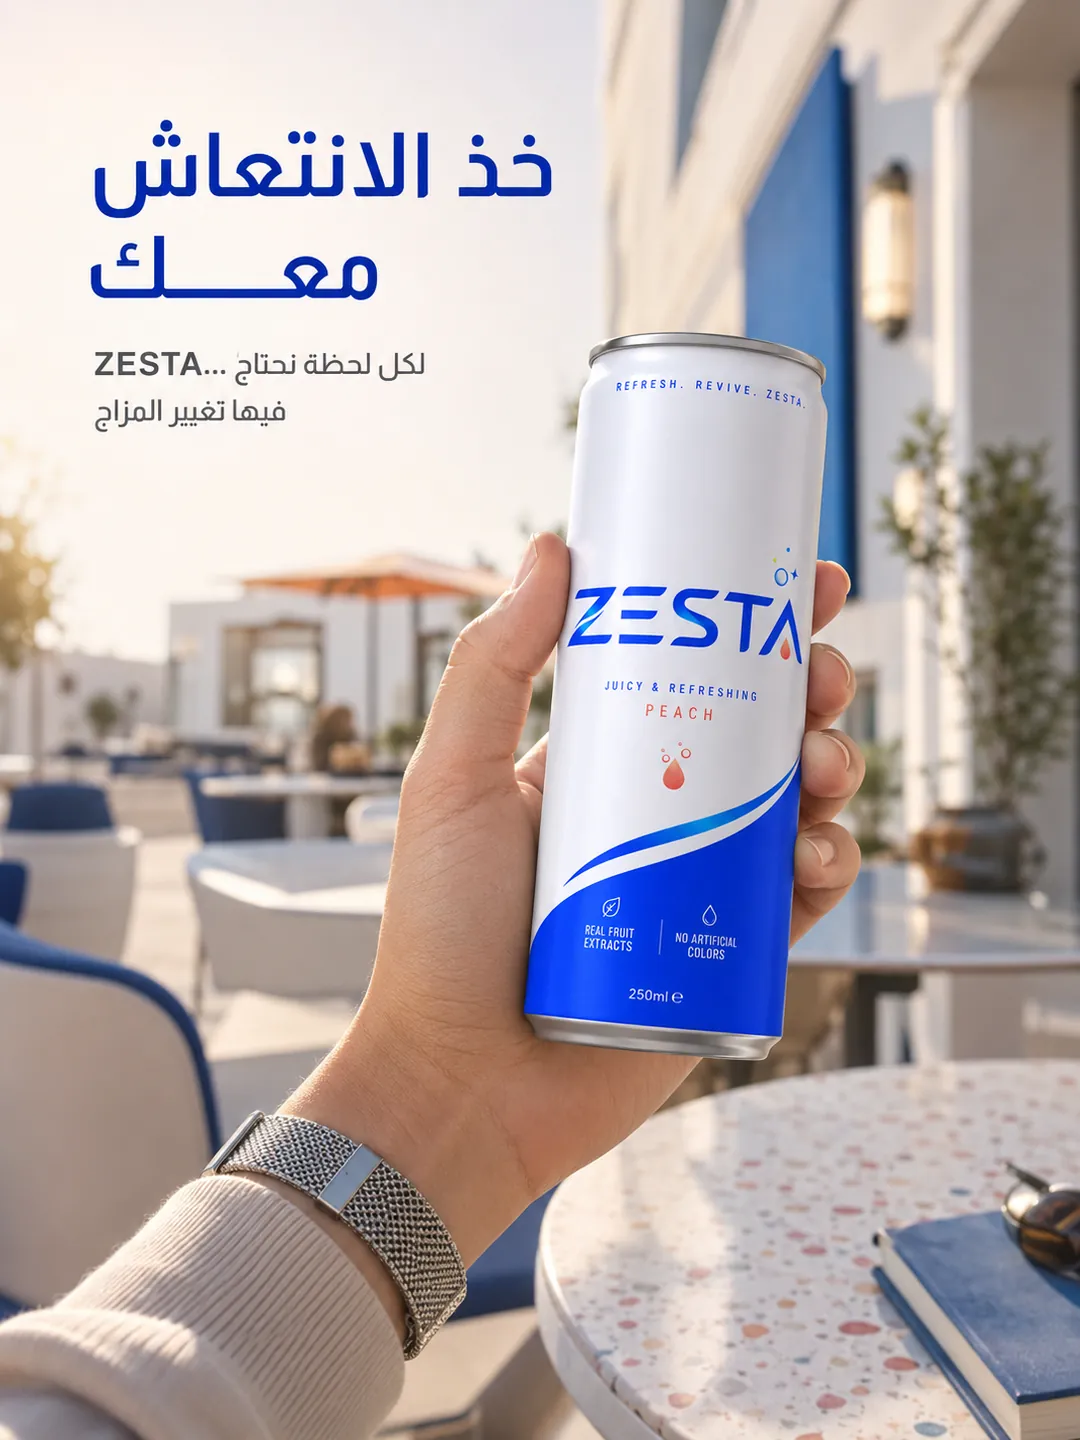 خذ الانتعاش
معـــــك
ZESTA... لكل لحظة نحتاج
فيها تغيير المزاج
REFRESH. REVIVE. ZESTA.
ZESTA
JUICY & REFRESHING
PEACH
REAL FRUIT
EXTRACTS
NO ARTIFICIAL
COLORS
250ml ℮